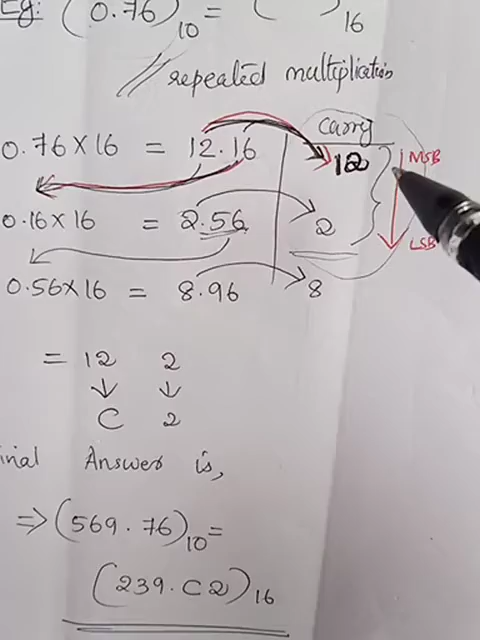 Eg: (0.76)10 = ( )16
// repeated multiplication
carry
0.76 × 16 = 12.16 12 MSB
0.16 × 16 = 2.56 2 LSB
0.56 × 16 = 8.96 8
= 12 2
↓ ↓
C 2
inal Answer is,
⇒ (569.76)10 =
(239.C2)16